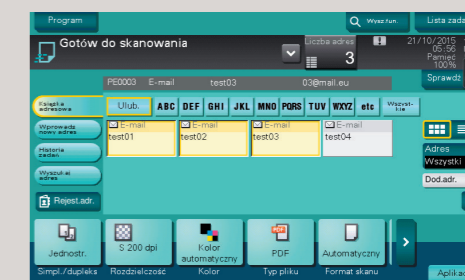 Program
Wysz.fun.
Lista zada
Gotów do skanowania
Liczba adres
3
21/10/2015
05:56
Pamięć
100%
PE0003 E-mail test03 03@mail.eu
Sprawdź
Książka adresowa
Ulub. ABC DEF GHI JKL MNO PQRS TUV WXYZ etc Wszyst-kie
Wprowadź nowy adres
E-mail E-mail E-mail E-mail
test01 test02 test03 test04
Historia zadań
Wyszukaj adres
Adres
Wszystki
Dod.adr.
Rejest.adr.
Jednostr. S 200 dpi Kolor automatyczny PDF Automatyczny
Simpl./dupleks Rozdzielczość Kolor Typ pliku Format skanu
Aplikac